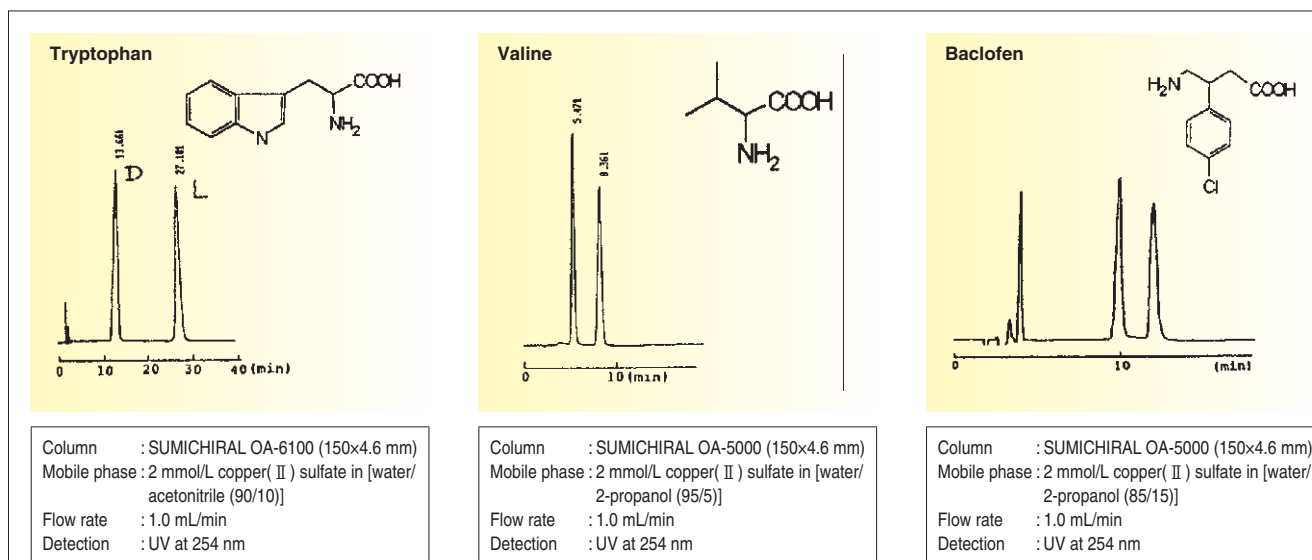 Tryptophan
COOH
NH2
N
13.661
D
27.181
L
0 10 20 30 40 (min)
Column : SUMICHIRAL OA-6100 (150×4.6 mm)
Mobile phase : 2 mmol/L copper( Ⅱ ) sulfate in [water/
acetonitrile (90/10)]
Flow rate : 1.0 mL/min
Detection : UV at 254 nm
Valine
COOH
NH2
5.471
8.361
0 10 (min)
Column : SUMICHIRAL OA-5000 (150×4.6 mm)
Mobile phase : 2 mmol/L copper( Ⅱ ) sulfate in [water/
2-propanol (95/5)]
Flow rate : 1.0 mL/min
Detection : UV at 254 nm
Baclofen
H2N
COOH
Cl
0 10 (min)
Column : SUMICHIRAL OA-5000 (150×4.6 mm)
Mobile phase : 2 mmol/L copper( Ⅱ ) sulfate in [water/
2-propanol (85/15)]
Flow rate : 1.0 mL/min
Detection : UV at 254 nm